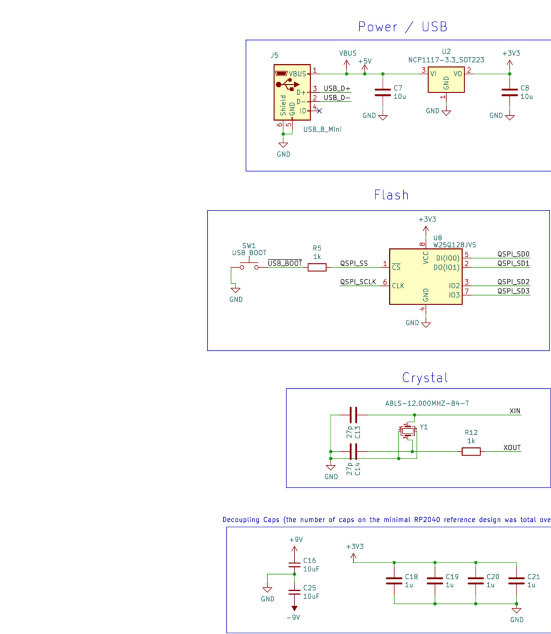 Power / USB
J5
VBUS
+5V
U2
NCP1117-3.3_SOT223
+3V3
VBUS 1
D+ 3 USB_D+
D- 2 USB_D-
ID 4
Shield
GND
6 5
USB_B_Mini
GND
3 VI VO 2
GND
1
C7
10u
GND
GND
C8
10u
GND
Flash
+3V3
SW1
USB BOOT
USB_BOOT
R5
1k
GND
QSPI_SS
QSPI_SCLK
U8
W25Q128JVS
8
VCC
1 CS
6 CLK
DI(IO0) 5 QSPI_SD0
DO(IO1) 2 QSPI_SD1
IO2 3 QSPI_SD2
IO3 7 QSPI_SD3
GND
4
GND
Crystal
ABLS-12.000MHZ-B4-T
XIN
27p
C13
Y1
R12
1k
XOUT
27p
C14
GND
Decoupling Caps (the number of caps on the minimal RP2040 reference design was total ove
+9V
C16
10uF
C25
10uF
-9V
GND
+3V3
C18
1u
C19
1u
C20
1u
C21
1u
GND